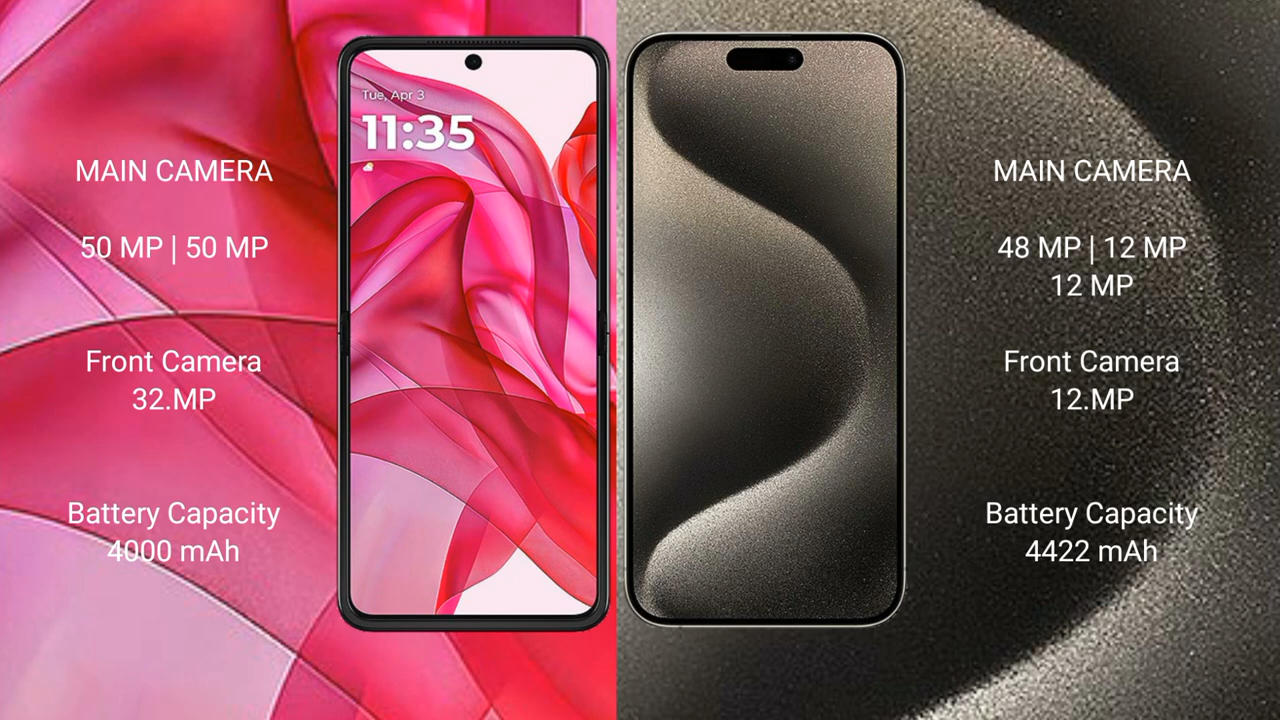 MAIN CAMERA
50 MP | 50 MP
Front Camera
32.MP
Battery Capacity
4000 mAh
Tue, Apr 3
11:35
MAIN CAMERA
48 MP | 12 MP
12 MP
Front Camera
12.MP
Battery Capacity
4422 mAh